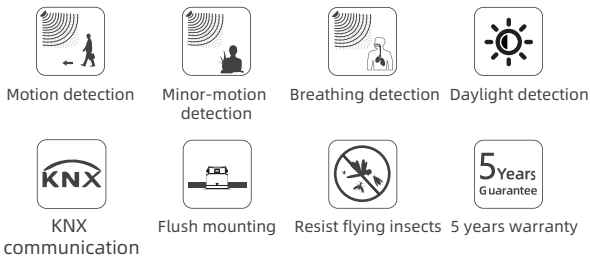 Motion detection
Minor-motion
detection
Breathing detection
Daylight detection
KNX
5 Years
Guarantee
KNX
communication
Flush mounting
Resist flying insects
5 years warranty